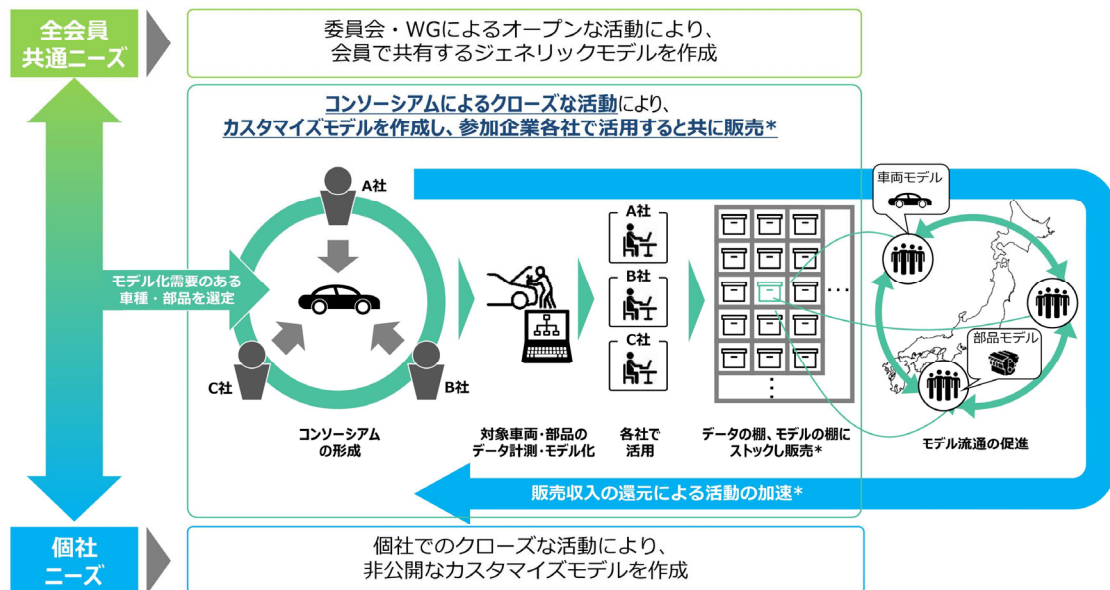 全会員
共通ニーズ
委員会・WGによるオープンな活動により、
会員で共有するジェネリックモデルを作成
コンソーシアムによるクローズな活動により、
カスタマイズモデルを作成し、参加企業各社で活用すると共に販売*
モデル化需要のある
車種・部品を選定
A社
C社
B社
コンソーシアム
の形成
対象車両・部品の
データ計測・モデル化
A社
B社
C社
各社で
活用
…
⋮
データの棚、モデルの棚に
ストックし販売*
車両モデル
部品モデル
モデル流通の促進
販売収入の還元による活動の加速*
個社
ニーズ
個社でのクローズな活動により、
非公開なカスタマイズモデルを作成